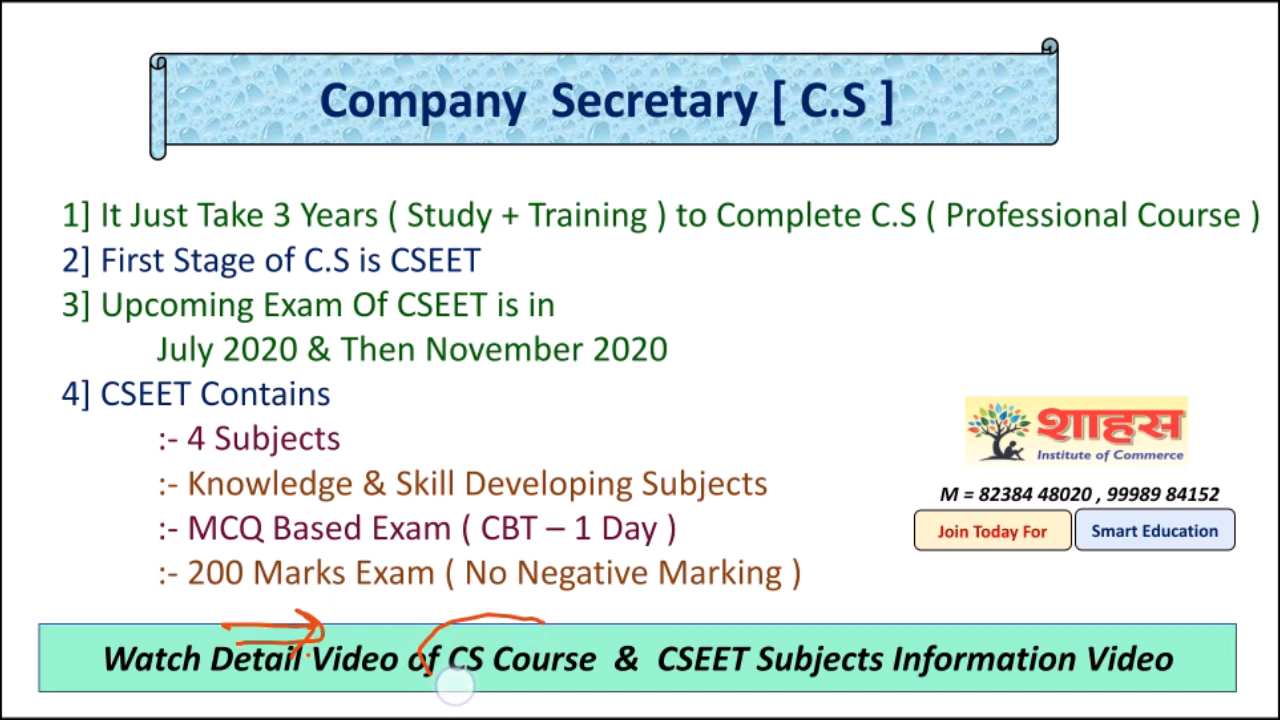 Company Secretary [ C.S ]
1] It Just Take 3 Years ( Study + Training ) to Complete C.S ( Professional Course )
2] First Stage of C.S is CSEET
3] Upcoming Exam Of CSEET is in
July 2020 & Then November 2020
4] CSEET Contains
:- 4 Subjects
:- Knowledge & Skill Developing Subjects
:- MCQ Based Exam ( CBT – 1 Day )
:- 200 Marks Exam ( No Negative Marking )
शाहस
Institute of Commerce
M = 82384 48020 , 99989 84152
Join Today For
Smart Education
Watch Detail Video of CS Course & CSEET Subjects Information Video